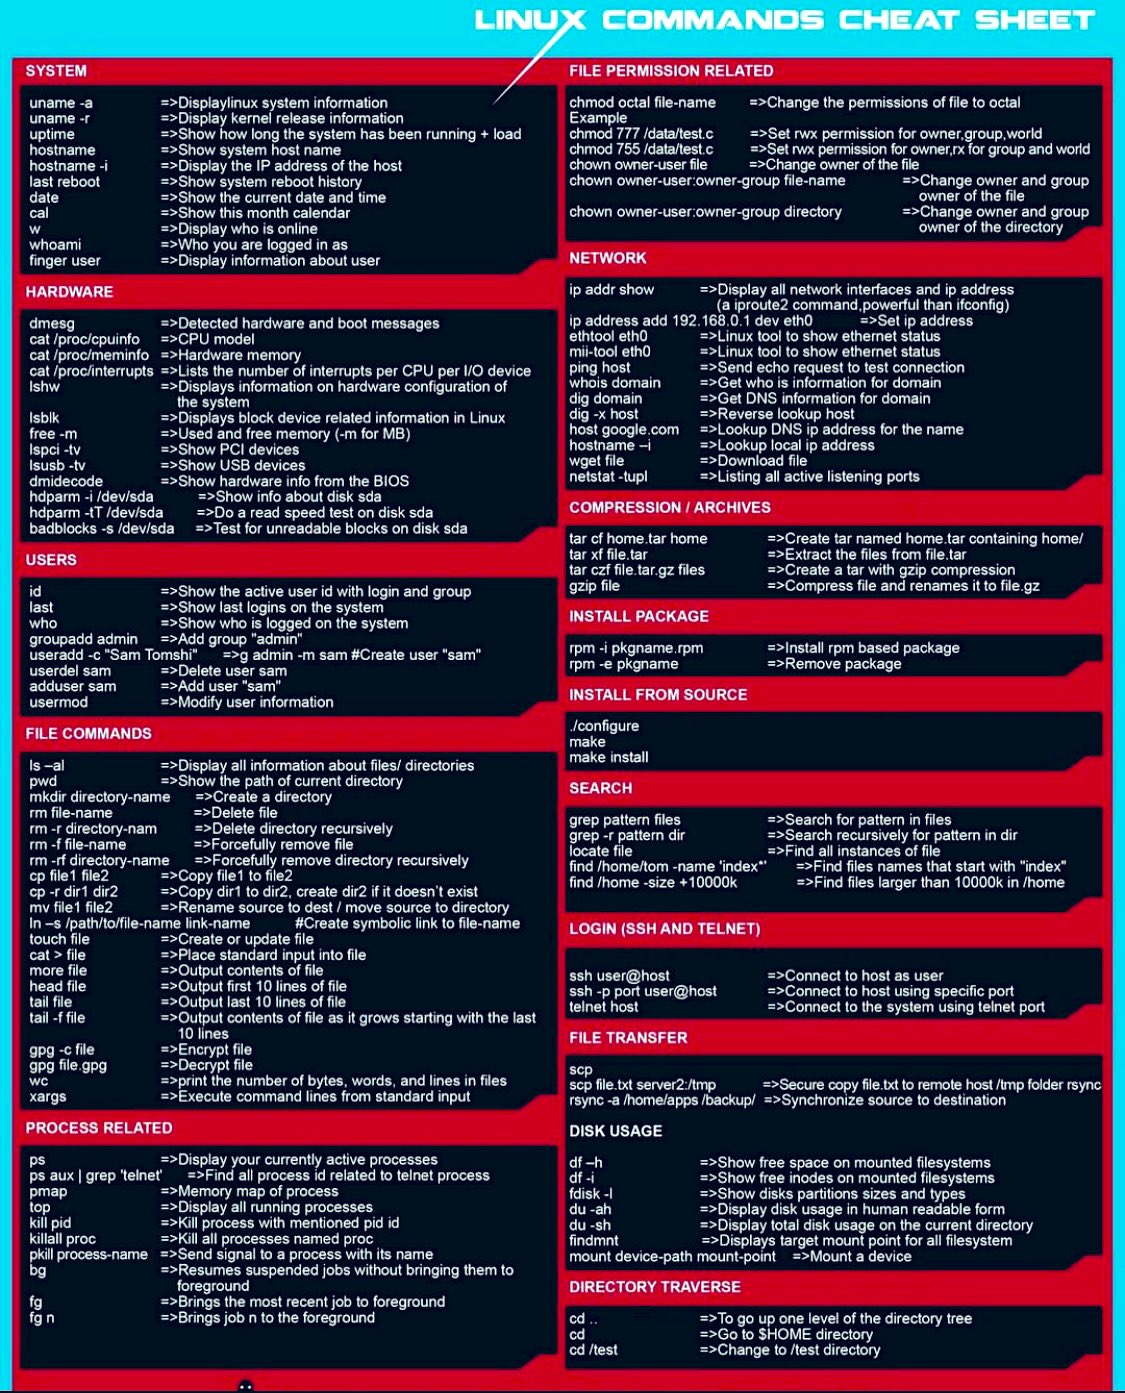 LINUX COMMANDS CHEAT SHEET
SYSTEM
uname -a =>Displaylinux system information
uname -r =>Display kernel release information
uptime =>Show how long the system has been running + load
hostname =>Show system host name
hostname -i =>Display the IP address of the host
last reboot =>Show system reboot history
date =>Show the current date and time
cal =>Show this month calendar
w =>Display who is online
whoami =>Who you are logged in as
finger user =>Display information about user
HARDWARE
dmesg =>Detected hardware and boot messages
cat /proc/cpuinfo =>CPU model
cat /proc/meminfo =>Hardware memory
cat /proc/interrupts =>Lists the number of interrupts per CPU per I/O device
lshw =>Displays information on hardware configuration of
the system
lsblk =>Displays block device related information in Linux
free -m =>Used and free memory (-m for MB)
lspci -tv =>Show PCI devices
lsusb -tv =>Show USB devices
dmidecode =>Show hardware info from the BIOS
hdparm -i /dev/sda =>Show info about disk sda
hdparm -tT /dev/sda =>Do a read speed test on disk sda
badblocks -s /dev/sda =>Test for unreadable blocks on disk sda
USERS
id =>Show the active user id with login and group
last =>Show last logins on the system
who =>Show who is logged on the system
groupadd admin =>Add group "admin"
useradd -c "Sam Tomshi" =>g admin -m sam #Create user "sam"
userdel sam =>Delete user sam
adduser sam =>Add user "sam"
usermod =>Modify user information
FILE COMMANDS
ls –al =>Display all information about files/ directories
pwd =>Show the path of current directory
mkdir directory-name =>Create a directory
rm file-name =>Delete file
rm -r directory-nam =>Delete directory recursively
rm -f file-name =>Forcefully remove file
rm -rf directory-name =>Forcefully remove directory recursively
cp file1 file2 =>Copy file1 to file2
cp -r dir1 dir2 =>Copy dir1 to dir2, create dir2 if it doesn't exist
mv file1 file2 =>Rename source to dest / move source to directory
ln –s /path/to/file-name link-name #Create symbolic link to file-name
touch file =>Create or update file
cat > file =>Place standard input into file
more file =>Output contents of file
head file =>Output first 10 lines of file
tail file =>Output last 10 lines of file
tail -f file =>Output contents of file as it grows starting with the last
10 lines
gpg -c file =>Encrypt file
gpg file.gpg =>Decrypt file
wc =>print the number of bytes, words, and lines in files
xargs =>Execute command lines from standard input
PROCESS RELATED
ps =>Display your currently active processes
ps aux | grep 'telnet' =>Find all process id related to telnet process
pmap =>Memory map of process
top =>Display all running processes
kill pid =>Kill process with mentioned pid id
killall proc =>Kill all processes named proc
pkill process-name =>Send signal to a process with its name
bg =>Resumes suspended jobs without bringing them to
foreground
fg =>Brings the most recent job to foreground
fg n =>Brings job n to the foreground
FILE PERMISSION RELATED
chmod octal file-name =>Change the permissions of file to octal
Example
chmod 777 /data/test.c =>Set rwx permission for owner,group,world
chmod 755 /data/test.c =>Set rwx permission for owner,rx for group and world
chown owner-user file =>Change owner of the file
chown owner-user:owner-group file-name =>Change owner and group
owner of the file
chown owner-user:owner-group directory =>Change owner and group
owner of the directory
NETWORK
ip addr show =>Display all network interfaces and ip address
(a iproute2 command,powerful than ifconfig)
ip address add 192.168.0.1 dev eth0 =>Set ip address
ethtool eth0 =>Linux tool to show ethernet status
mii-tool eth0 =>Linux tool to show ethernet status
ping host =>Send echo request to test connection
whois domain =>Get who is information for domain
dig domain =>Get DNS information for domain
dig -x host =>Reverse lookup host
host google.com =>Lookup DNS ip address for the name
hostname –i =>Lookup local ip address
wget file =>Download file
netstat -tupl =>Listing all active listening ports
COMPRESSION / ARCHIVES
tar cf home.tar home =>Create tar named home.tar containing home/
tar xf file.tar =>Extract the files from file.tar
tar czf file.tar.gz files =>Create a tar with gzip compression
gzip file =>Compress file and renames it to file.gz
INSTALL PACKAGE
rpm -i pkgname.rpm =>Install rpm based package
rpm -e pkgname =>Remove package
INSTALL FROM SOURCE
./configure
make
make install
SEARCH
grep pattern files =>Search for pattern in files
grep -r pattern dir =>Search recursively for pattern in dir
locate file =>Find all instances of file
find /home/tom -name 'index*' =>Find files names that start with "index"
find /home -size +10000k =>Find files larger than 10000k in /home
LOGIN (SSH AND TELNET)
ssh user@host =>Connect to host as user
ssh -p port user@host =>Connect to host using specific port
telnet host =>Connect to the system using telnet port
FILE TRANSFER
scp
scp file.txt server2:/tmp =>Secure copy file.txt to remote host /tmp folder rsync
rsync -a /home/apps /backup/ =>Synchronize source to destination
DISK USAGE
df –h =>Show free space on mounted filesystems
df -i =>Show free inodes on mounted filesystems
fdisk -l =>Show disks partitions sizes and types
du -ah =>Display disk usage in human readable form
du -sh =>Display total disk usage on the current directory
findmnt =>Displays target mount point for all filesystem
mount device-path mount-point =>Mount a device
DIRECTORY TRAVERSE
cd .. =>To go up one level of the directory tree
cd =>Go to $HOME directory
cd /test =>Change to /test directory